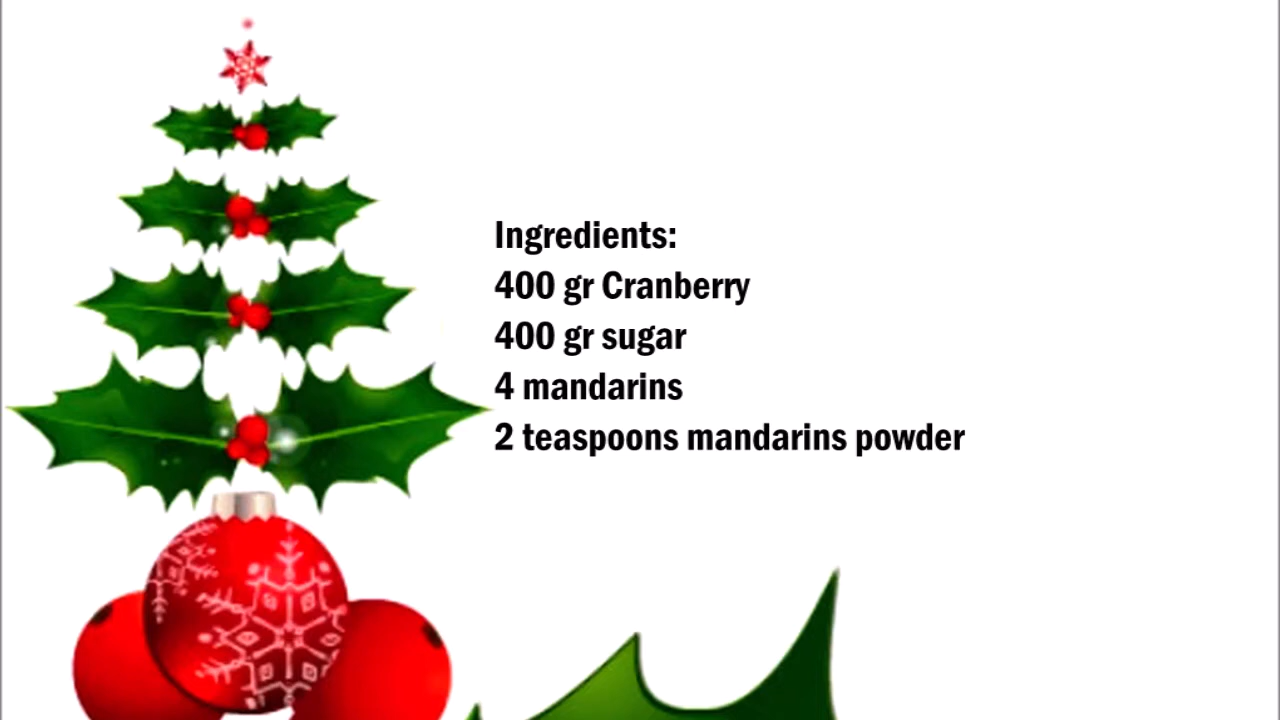 Ingredients:
400 gr Cranberry
400 gr sugar
4 mandarins
2 teaspoons mandarins powder